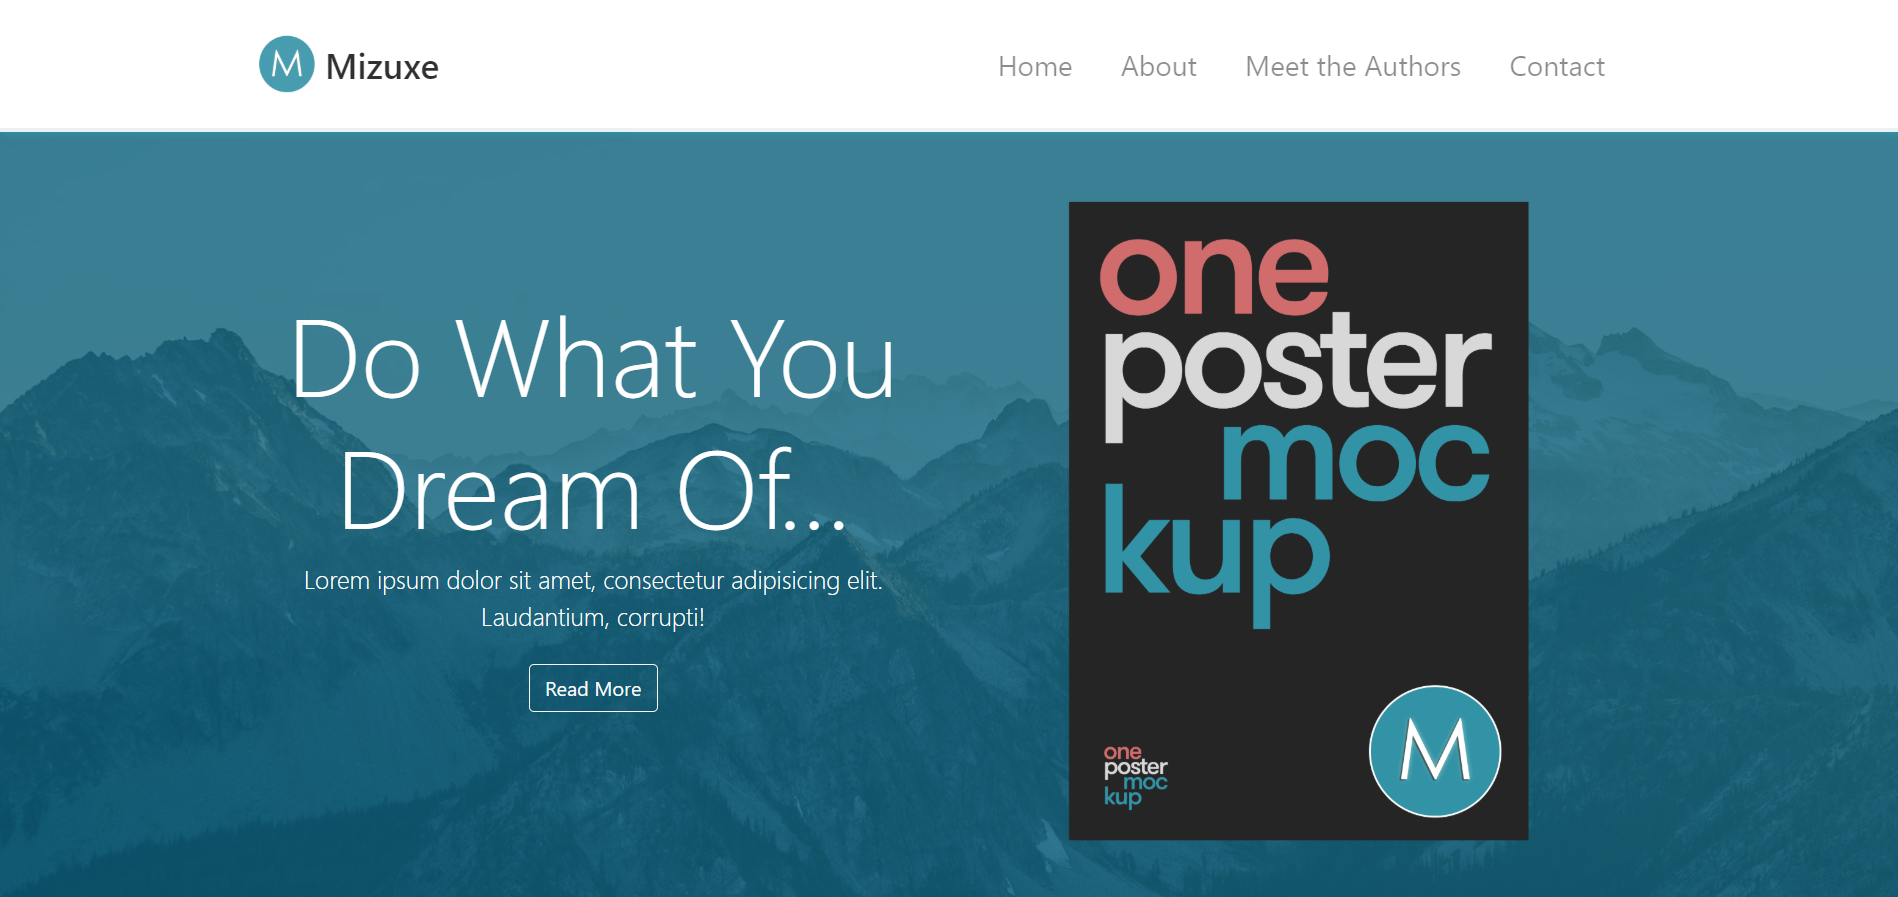 M Mizuxe
Home About Meet the Authors Contact
Do What You
Dream Of...
Lorem ipsum dolor sit amet, consectetur adipisicing elit.
Laudantium, corrupti!
Read More
one
poster
moc
kup
one
poster
moc
kup
M